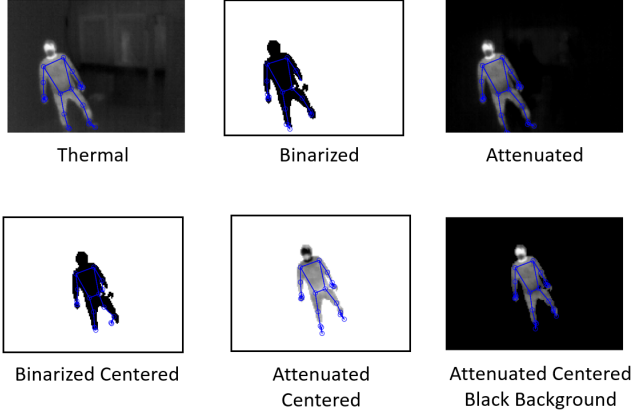 Thermal
Binarized
Attenuated
Binarized Centered
Attenuated
Centered
Attenuated Centered
Black Background